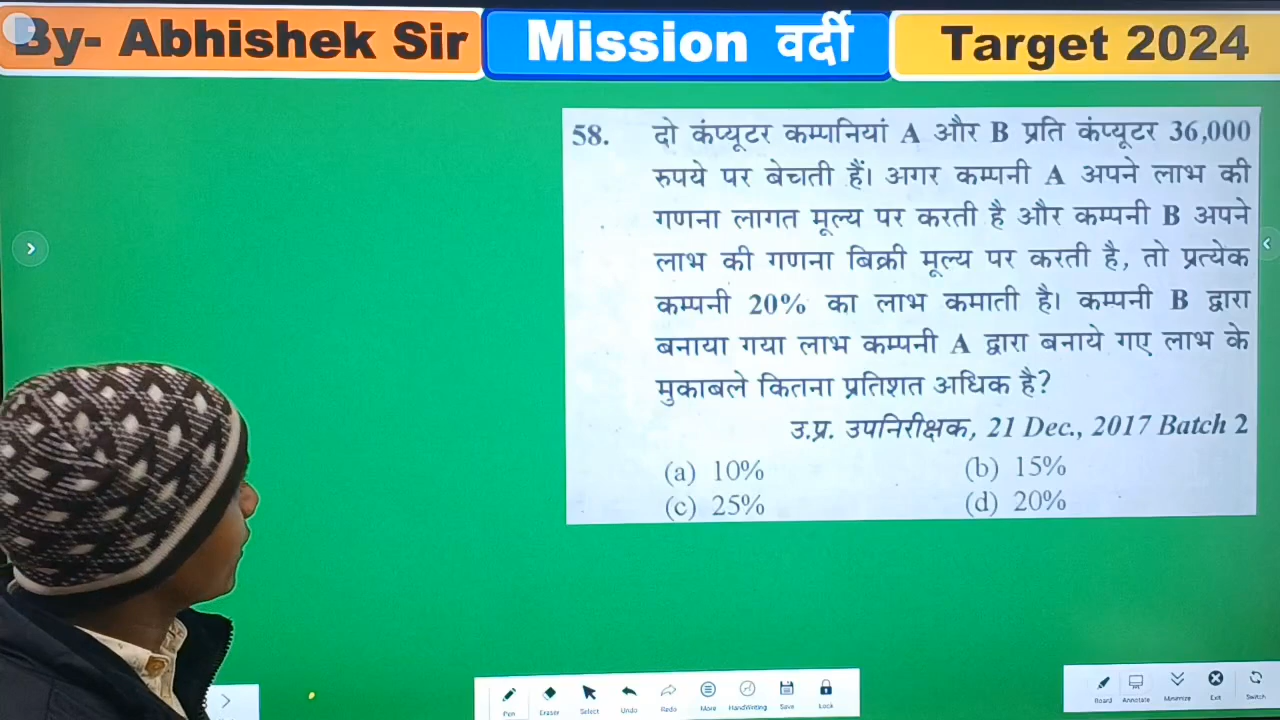 By- Abhishek Sir
Mission वर्दी
Target 2024
58. दो कंप्यूटर कम्पनियां A और B प्रति कंप्यूटर 36,000
रुपये पर बेचती हैं। अगर कम्पनी A अपने लाभ की
गणना लागत मूल्य पर करती है और कम्पनी B अपने
लाभ की गणना बिक्री मूल्य पर करती है, तो प्रत्येक
कम्पनी 20% का लाभ कमाती है। कम्पनी B द्वारा
बनाया गया लाभ कम्पनी A द्वारा बनाये गए लाभ के
मुकाबले कितना प्रतिशत अधिक है?
उ.प्र. उपनिरीक्षक, 21 Dec., 2017 Batch 2
(a) 10% (b) 15%
(c) 25% (d) 20%
Pen Eraser Select Undo Redo More HandWriting Save Lock
Board Annotate Minimize Exit Switch